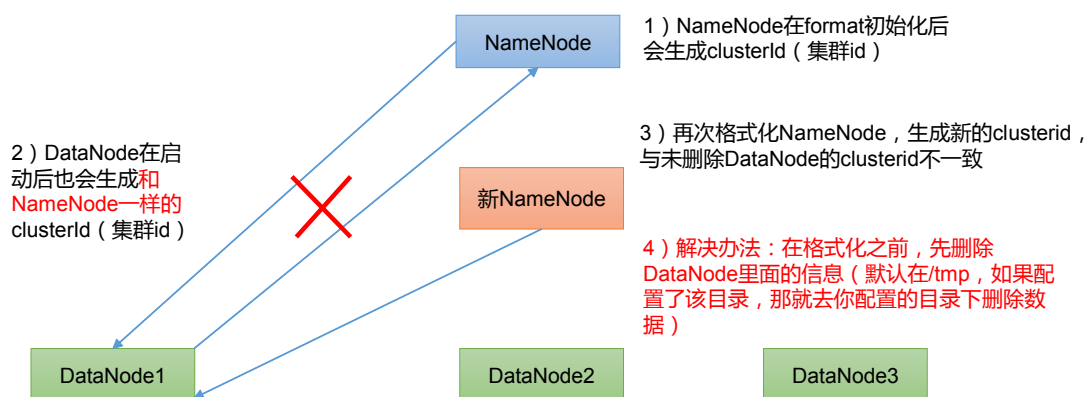 NameNode
1）NameNode在format初始化后
会生成clusterId（集群id）
2）DataNode在启
动后也会生成和
NameNode一样的
clusterId（集群id）
3）再次格式化NameNode，生成新的clusterid，
与未删除DataNode的clusterid不一致
新NameNode
4）解决办法：在格式化之前，先删除
DataNode里面的信息（默认在/tmp，如果配
置了该目录，那就去你配置的目录下删除数
据）
DataNode1
DataNode2
DataNode3